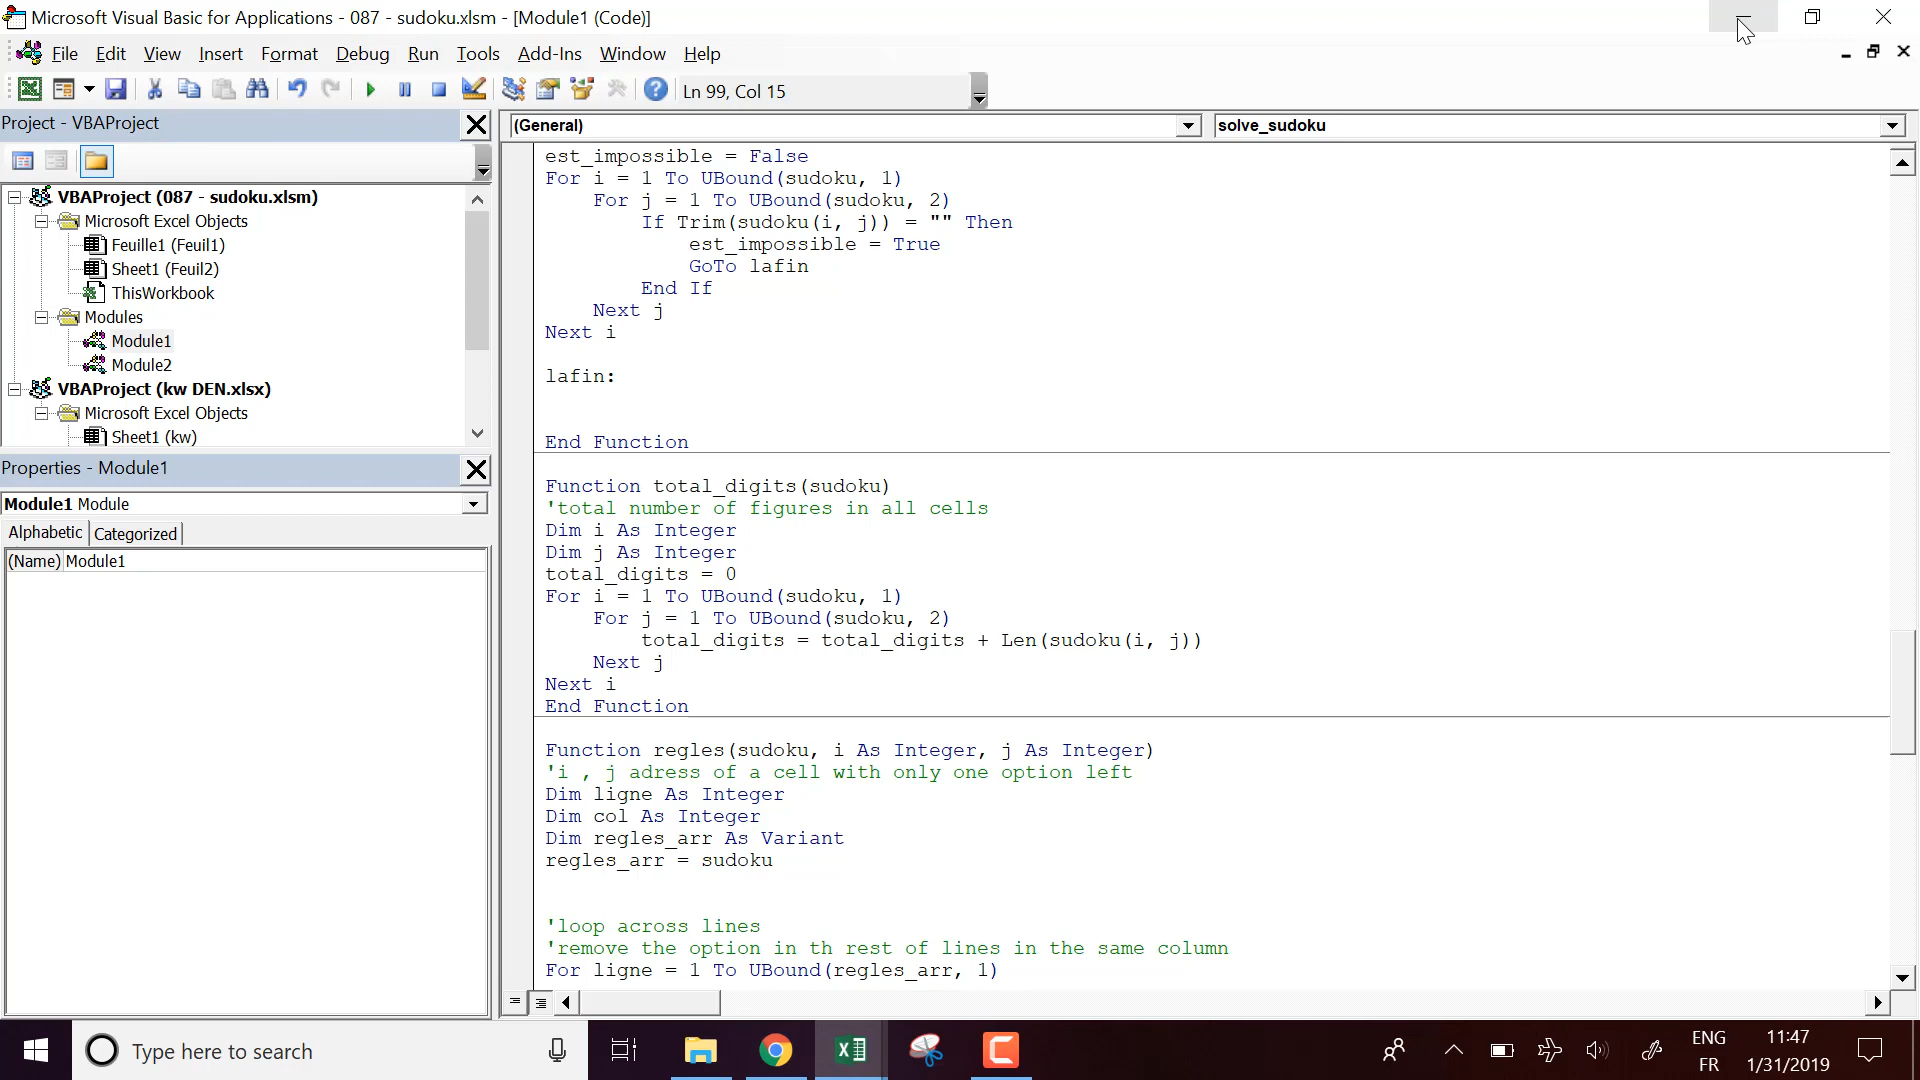 Microsoft Visual Basic for Applications - 087 - sudoku.xlsm - [Module1 (Code)]
File Edit View Insert Format Debug Run Tools Add-Ins Window Help
Ln 99, Col 15
Project - VBAProject
(General)
solve_sudoku
VBAProject (087 - sudoku.xlsm)
Microsoft Excel Objects
Feuille1 (Feuil1)
Sheet1 (Feuil2)
ThisWorkbook
Modules
Module1
Module2
VBAProject (kw DEN.xlsx)
Microsoft Excel Objects
Sheet1 (kw)
Properties - Module1
Module1 Module
Alphabetic Categorized
(Name) Module1
est_impossible = False
For i = 1 To UBound(sudoku, 1)
For j = 1 To UBound(sudoku, 2)
If Trim(sudoku(i, j)) = "" Then
est_impossible = True
GoTo lafin
End If
Next j
Next i
lafin:
End Function
Function total_digits(sudoku)
'total number of figures in all cells
Dim i As Integer
Dim j As Integer
total_digits = 0
For i = 1 To UBound(sudoku, 1)
For j = 1 To UBound(sudoku, 2)
total_digits = total_digits + Len(sudoku(i, j))
Next j
Next i
End Function
Function regles(sudoku, i As Integer, j As Integer)
'i , j adress of a cell with only one option left
Dim ligne As Integer
Dim col As Integer
Dim regles_arr As Variant
regles_arr = sudoku
'loop across lines
'remove the option in th rest of lines in the same column
For ligne = 1 To UBound(regles_arr, 1)
Type here to search
ENG
FR
11:47
1/31/2019